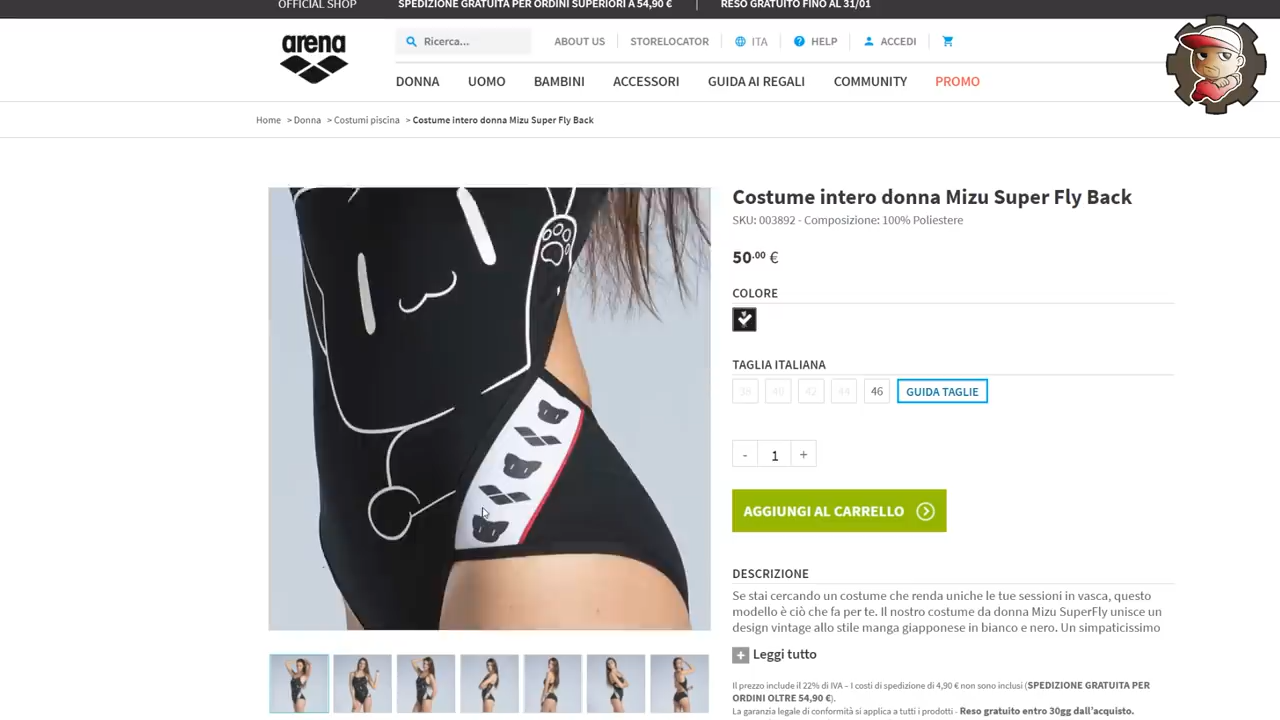 OFFICIAL SHOP
SPEDIZIONE GRATUITA PER ORDINI SUPERIORI A 54,90 €
RESO GRATUITO FINO AL 31/01
arena
Ricerca...
ABOUT US
STORELOCATOR
ITA
HELP
ACCEDI
DONNA
UOMO
BAMBINI
ACCESSORI
GUIDA AI REGALI
COMMUNITY
PROMO
Home > Donna > Costumi piscina > Costume intero donna Mizu Super Fly Back
Costume intero donna Mizu Super Fly Back
SKU: 003892 - Composizione: 100% Poliestere
50.00 €
COLORE
TAGLIA ITALIANA
38 40 42 44 46 GUIDA TAGLIE
- 1 +
AGGIUNGI AL CARRELLO
DESCRIZIONE
Se stai cercando un costume che renda uniche le tue sessioni in vasca, questo
modello è ciò che fa per te. Il nostro costume da donna Mizu SuperFly unisce un
design vintage allo stile manga giapponese in bianco e nero. Un simpaticissimo
+ Leggi tutto
Il prezzo include il 22% di IVA – I costi di spedizione di 4,90 € non sono inclusi (SPEDIZIONE GRATUITA PER
ORDINI OLTRE 54,90 €).
La garanzia legale di conformità si applica a tutti i prodotti - Reso gratuito entro 30gg dall'acquisto.